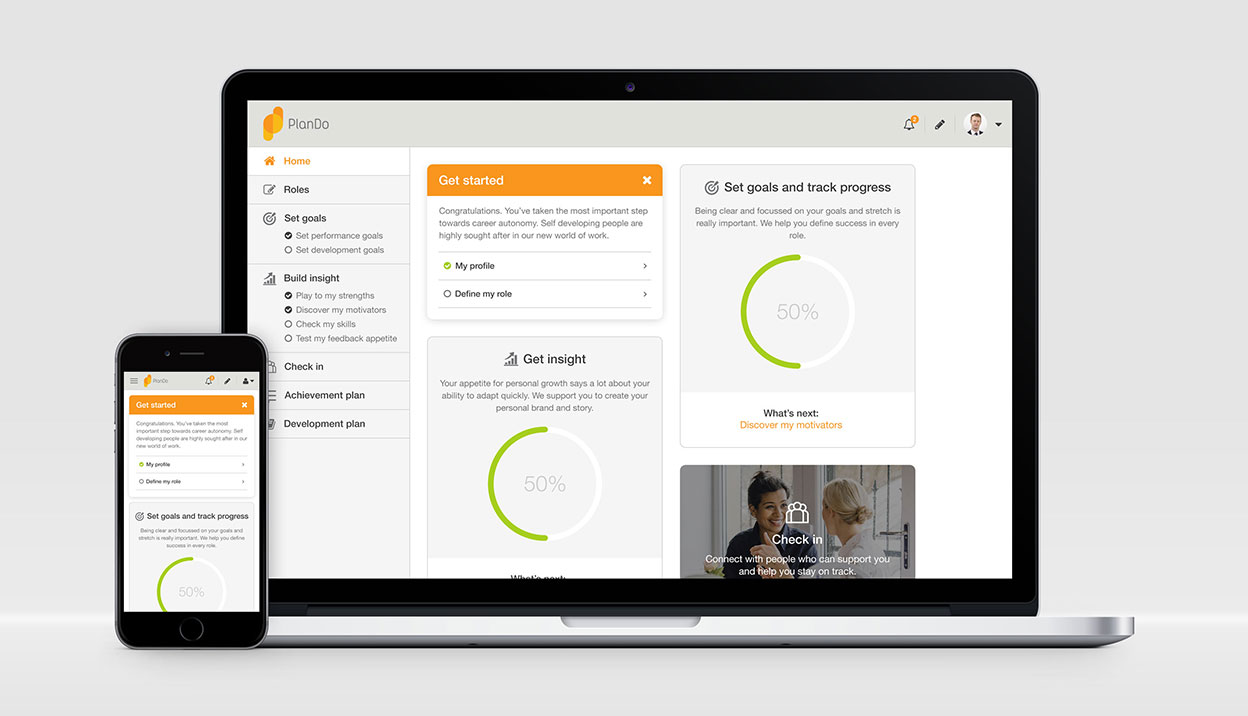 PlanDo
2
Home
Roles
Set goals
Set performance goals
Set development goals
Build insight
Play to my strengths
Discover my motivators
Check my skills
Test my feedback appetite
Check in
Achievement plan
Development plan
Get started
Congratulations. You've taken the most important step
towards career autonomy. Self developing people are
highly sought after in our new world of work.
My profile
Define my role
Get insight
Your appetite for personal growth says a lot about your
ability to adapt quickly. We support you to create your
personal brand and story.
50%
What's next:
Set goals and track progress
Being clear and focussed on your goals and stretch is
really important. We help you define success in every
role.
50%
What's next:
Discover my motivators
Check in
Connect with people who can support you
and help you stay on track.
PlanDo
Get started
Congratulations. You've taken the most
important step towards career autonomy. Self
developing people are highly sought after in our
new world of work.
My profile
Define my role
Set goals and track progress
Being clear and focussed on your goals and
stretch is really important. We help you define
success in every role.
50%